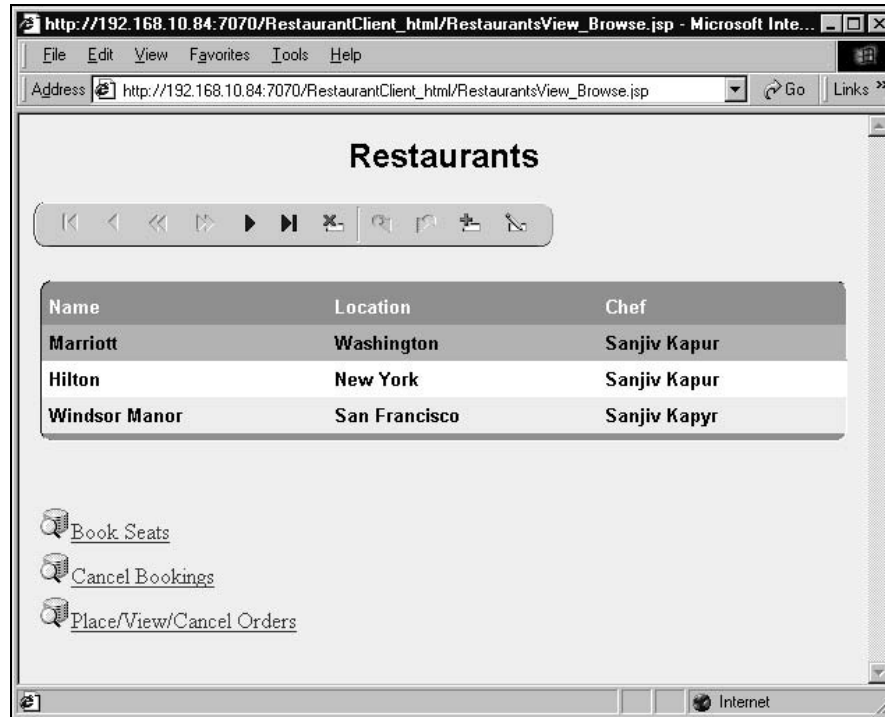 http://192.168.10.84:7070/RestaurantClient_html/RestaurantsView_Browse.jsp - Microsoft Inte...
File Edit View Favorites Tools Help
Address http://192.168.10.84:7070/RestaurantClient_html/RestaurantsView_Browse.jsp Go Links »
Restaurants
Name Location Chef
Marriott Washington Sanjiv Kapur
Hilton New York Sanjiv Kapur
Windsor Manor San Francisco Sanjiv Kapyr
Book Seats
Cancel Bookings
Place/View/Cancel Orders
Internet